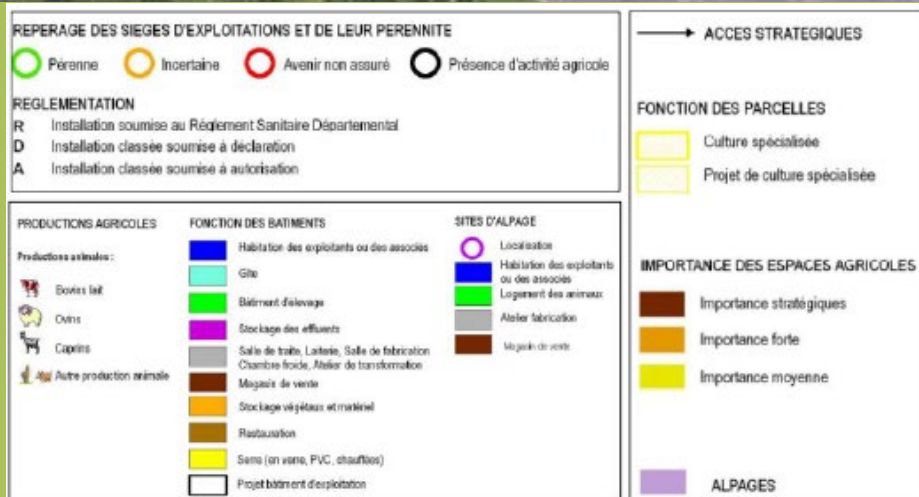 REPERAGE DES SIEGES D'EXPLOITATIONS ET DE LEUR PERENNITE
Pérenne
Incertaine
Avenir non assuré
Présence d'activité agricole
REGLEMENTATION
R Installation soumise au Réglement Sanitaire Départemental
D Installation classée soumise à déclaration
A Installation classée soumise à autorisation
PRODUCTIONS AGRICOLES
Productions animales :
Bovins lait
Ovins
Caprins
Autre production animale
FONCTION DES BATIMENTS
Habitation des exploitants ou des associés
Gîte
Bâtiment d'élevage
Stockage des effluents
Salle de traite, Laiterie, Salle de fabrication
Chambre froide, Atelier de transformation
Magasin de vente
Stockage végétaux et matériel
Restauration
Serre (en verre, PVC, chauffées)
Projet bâtiment d'exploitation
SITES D'ALPAGE
Localisation
Habitation des exploitants
ou des associés
Logement des animaux
Atelier fabrication
Magasin de vente
ACCES STRATEGIQUES
FONCTION DES PARCELLES
Culture spécialisée
Projet de culture spécialisée
IMPORTANCE DES ESPACES AGRICOLES
Importance stratégiques
Importance forte
Importance moyenne
ALPAGES